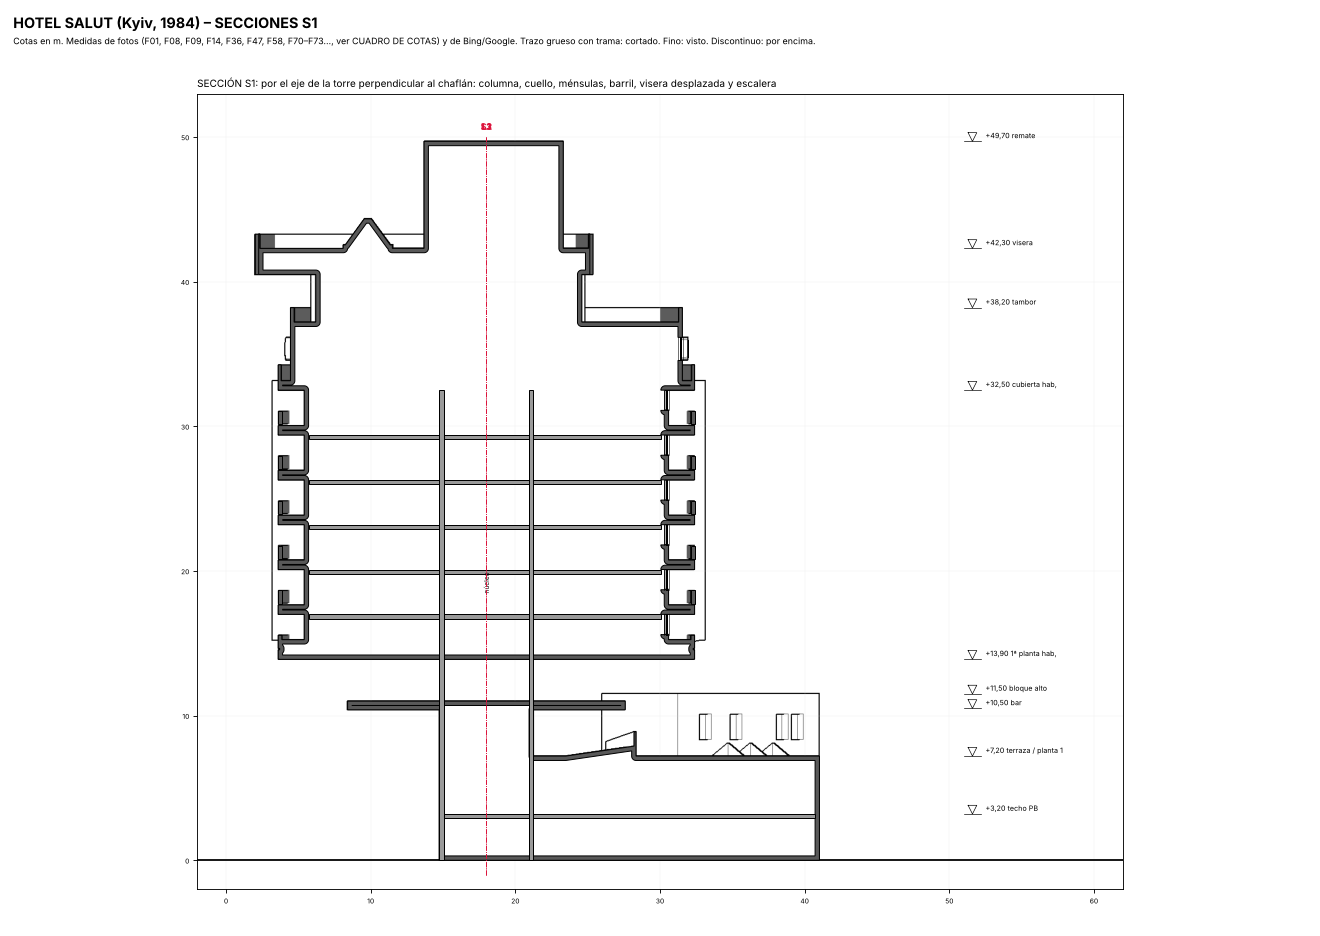 HOTEL SALUT (Kyiv, 1984) – SECCIONES S1
Cotas en m. Medidas de fotos (F01, F08, F09, F14, F36, F47, F58, F70–F73..., ver CUADRO DE COTAS) y de Bing/Google. Trazo grueso con trama: cortado. Fino: visto. Discontinuo: por encima.
SECCIÓN S1: por el eje de la torre perpendicular al chaflán: columna, cuello, ménsulas, barril, visera desplazada y escalera
50
+49,70 remate
+42,30 visera
40
+38,20 tambor
+32,50 cubierta hab,
30
20
núcleo
+13,90 1ª planta hab,
+11,50 bloque alto
+10,50 bar
10
+7,20 terraza / planta 1
+3,20 techo PB
0
0 10 20 30 40 50 60